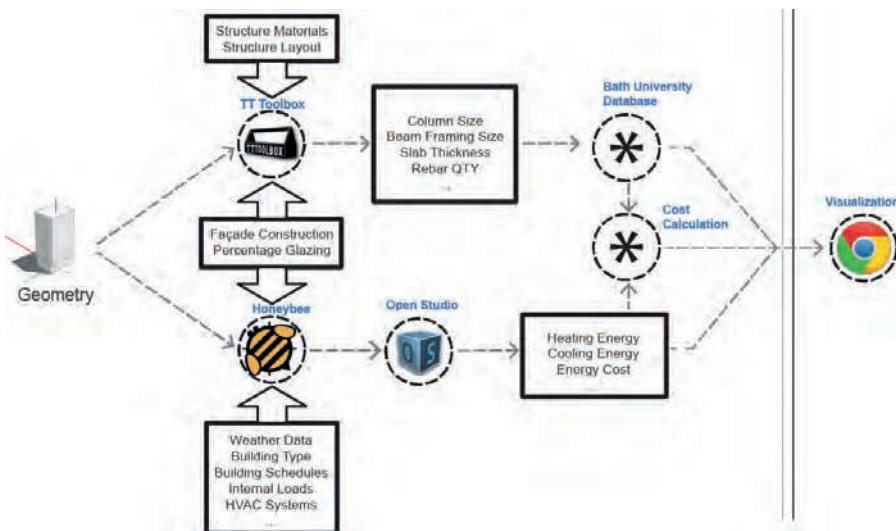 Structure Materials
Structure Layout
TT Toolbox
TTTOOLBOX
Column Size
Beam Framing Size
Slab Thickness
Rebar QTY
...
Bath University
Database
*
Façade Construction
Percentage Glazing
Cost
Calculation
*
Visualization
Geometry
Honeybee
Open Studio
OS
Heating Energy
Cooling Energy
Energy Cost
Weather Data
Building Type
Building Schedules
Internal Loads
HVAC Systems
...